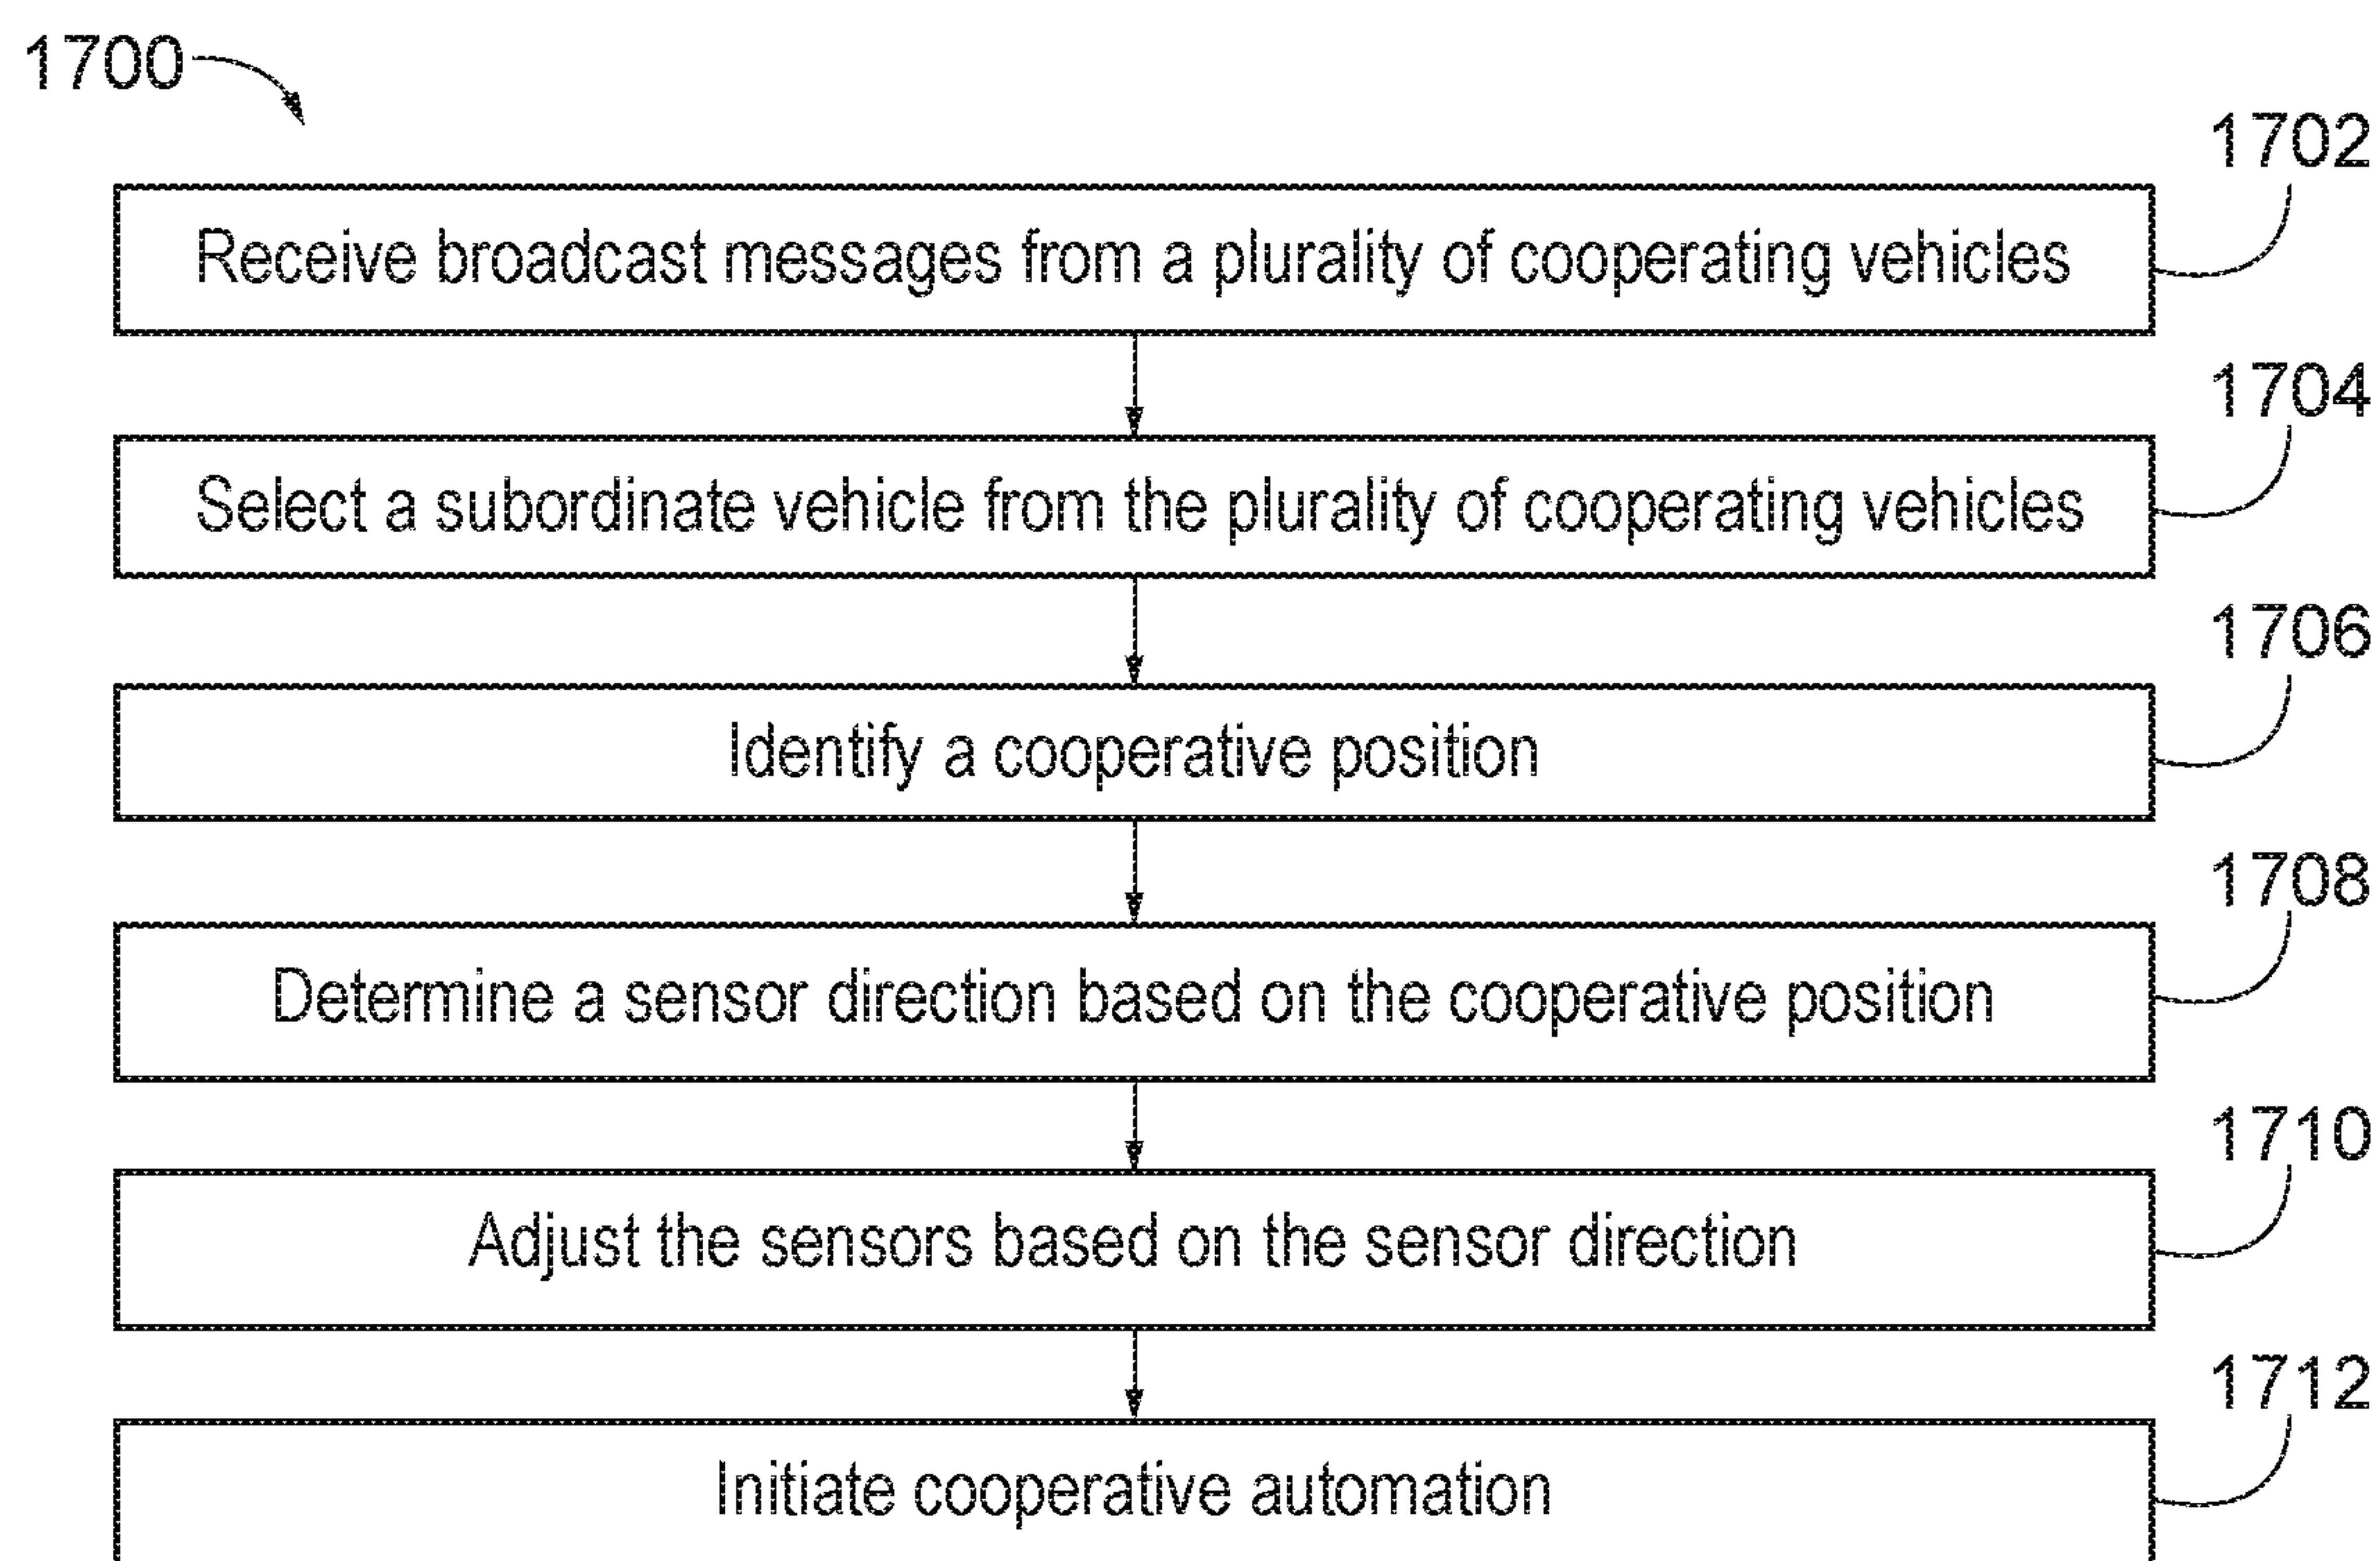 1700
1702
Receive broadcast messages from a plurality of cooperating vehicles
1704
Select a subordinate vehicle from the plurality of cooperating vehicles
1706
Identify a cooperative position
1708
Determine a sensor direction based on the cooperative position
1710
Adjust the sensors based on the sensor direction
1712
Initiate cooperative automation